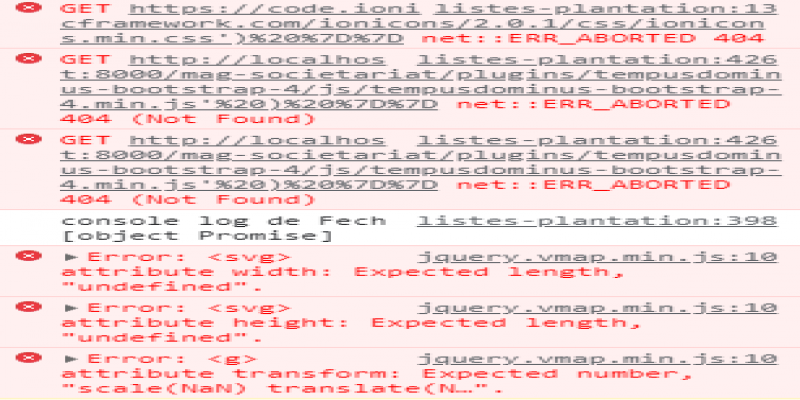 GET https://code.ioni listes-plantation:13
cframework.com/ionicons/2.0.1/css/ionicon
s.min.css')%20%7D%7D net::ERR_ABORTED 404
GET http://localhos listes-plantation:426
t:8000/mag-societariat/plugins/tempusdomin
us-bootstrap-4/js/tempusdominus-bootstrap-
4.min.js'%20)%20%7D%7D net::ERR_ABORTED
404 (Not Found)
GET http://localhos listes-plantation:426
t:8000/mag-societariat/plugins/tempusdomin
us-bootstrap-4/js/tempusdominus-bootstrap-
4.min.js'%20)%20%7D%7D net::ERR_ABORTED
404 (Not Found)
console log de Fech listes-plantation:398
[object Promise]
▶Error: <svg> jquery.vmap.min.js:10
attribute width: Expected length,
"undefined".
▶Error: <svg> jquery.vmap.min.js:10
attribute height: Expected length,
"undefined".
▶Error: <g> jquery.vmap.min.js:10
attribute transform: Expected number,
"scale(NaN) translate(N…".